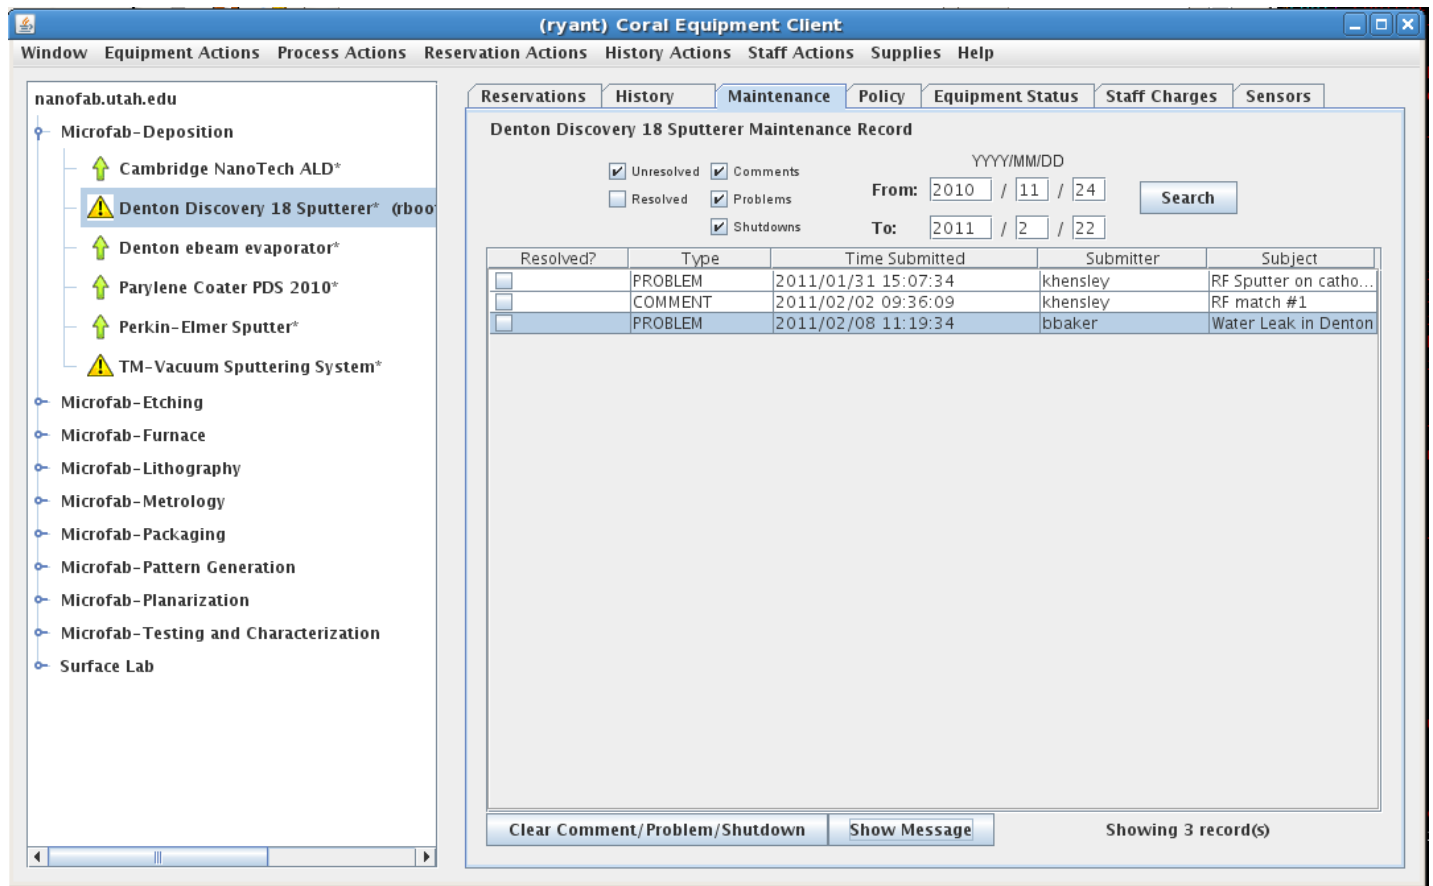 (ryant) Coral Equipment Client
Window Equipment Actions Process Actions Reservation Actions History Actions Staff Actions Supplies Help
nanofab.utah.edu
Microfab-Deposition
Cambridge NanoTech ALD*
Denton Discovery 18 Sputterer* (rboo
Denton ebeam evaporator*
Parylene Coater PDS 2010*
Perkin-Elmer Sputter*
TM-Vacuum Sputtering System*
Microfab-Etching
Microfab-Furnace
Microfab-Lithography
Microfab-Metrology
Microfab-Packaging
Microfab-Pattern Generation
Microfab-Planarization
Microfab-Testing and Characterization
Surface Lab
Reservations History Maintenance Policy Equipment Status Staff Charges Sensors
Denton Discovery 18 Sputterer Maintenance Record
YYYY/MM/DD
Unresolved Comments
From: 2010 / 11 / 24
Search
Resolved Problems
Shutdowns
To: 2011 / 2 / 22
Resolved? Type Time Submitted Submitter Subject
PROBLEM 2011/01/31 15:07:34 khensley RF Sputter on catho...
COMMENT 2011/02/02 09:36:09 khensley RF match #1
PROBLEM 2011/02/08 11:19:34 bbaker Water Leak in Denton
Clear Comment/Problem/Shutdown Show Message Showing 3 record(s)